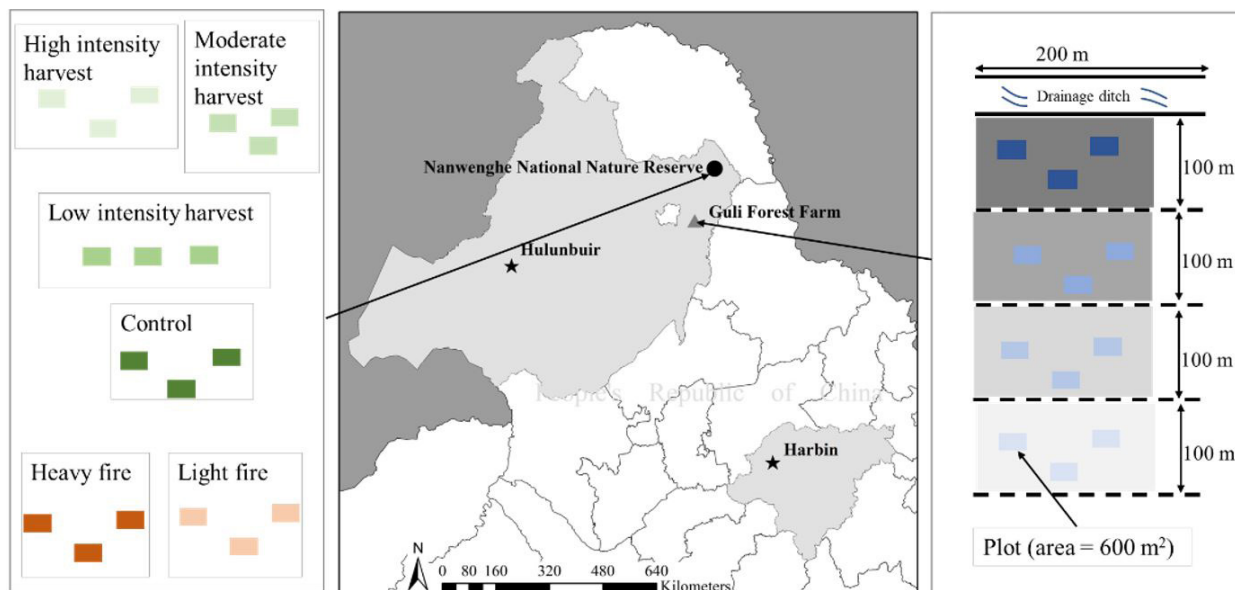 High intensity
harvest
Moderate
intensity
harvest
Low intensity harvest
Control
Heavy fire
Light fire
Nanwenghe National Nature Reserve
Guli Forest Farm
Hulunbuir
People's Republic of China
Harbin
N
0 80 160 320 480 640
Kilometers
200 m
Drainage ditch
100 m
100 m
100 m
100 m
Plot (area = 600 m²)